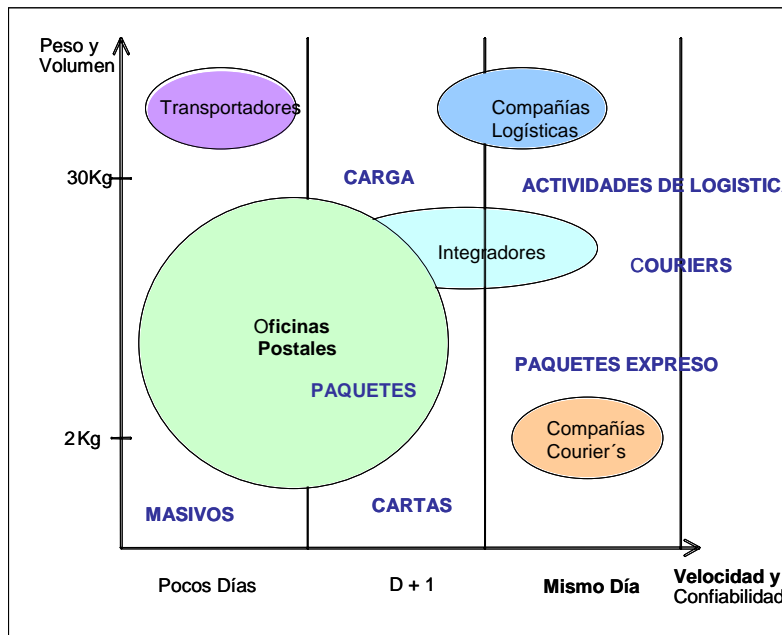 Peso y
Volumen
Transportadores
Compañías
Logísticas
30Kg
CARGA
ACTIVIDADES DE LOGISTICA
Integradores
COURIERS
Oficinas
Postales
PAQUETES
PAQUETES EXPRESO
2Kg
Compañías
Courier´s
MASIVOS
CARTAS
Pocos Días
D + 1
Mismo Día
Velocidad y
Confiabilidad